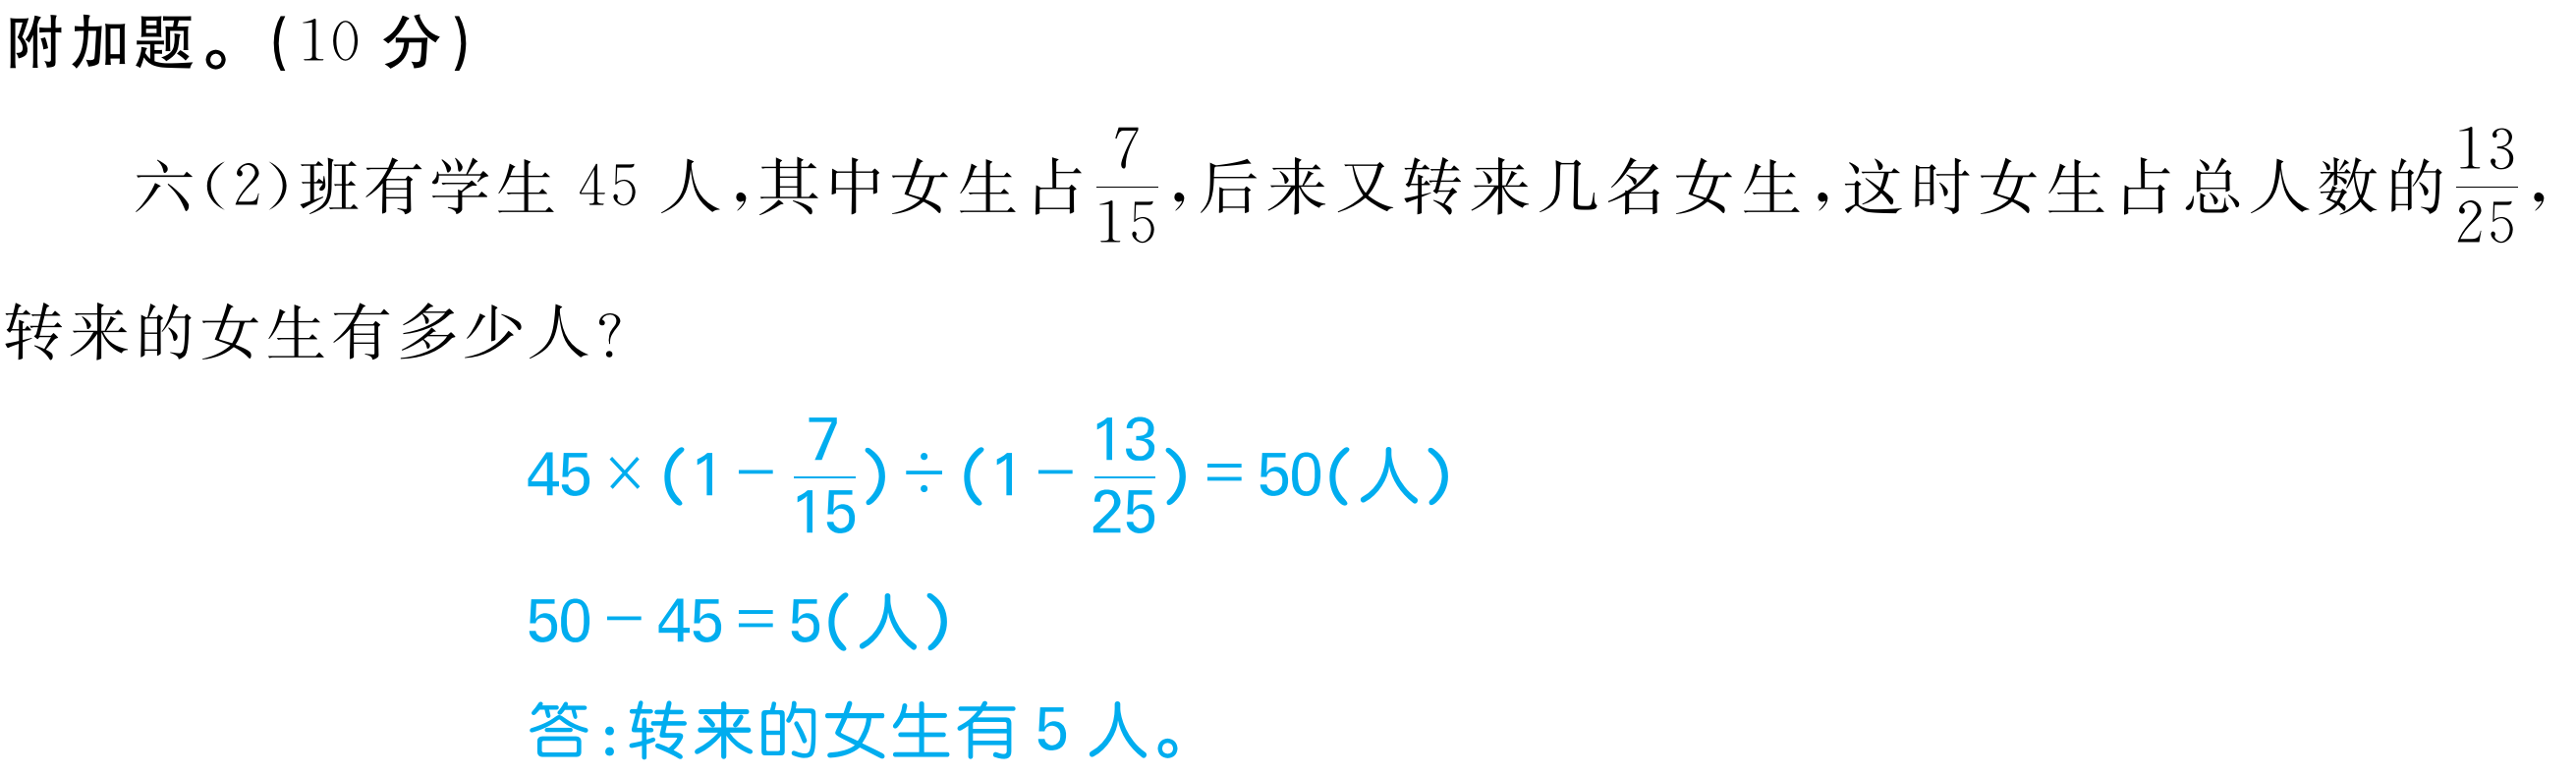 附加题。(10 分)
六(2)班有学生 45 人,其中女生占7/15,后来又转来几名女生,这时女生占总人数的13/25,
转来的女生有多少人?
45 × (1 − 7/15) ÷ (1 − 13/25) = 50(人)
50 − 45 = 5(人)
答:转来的女生有 5 人。